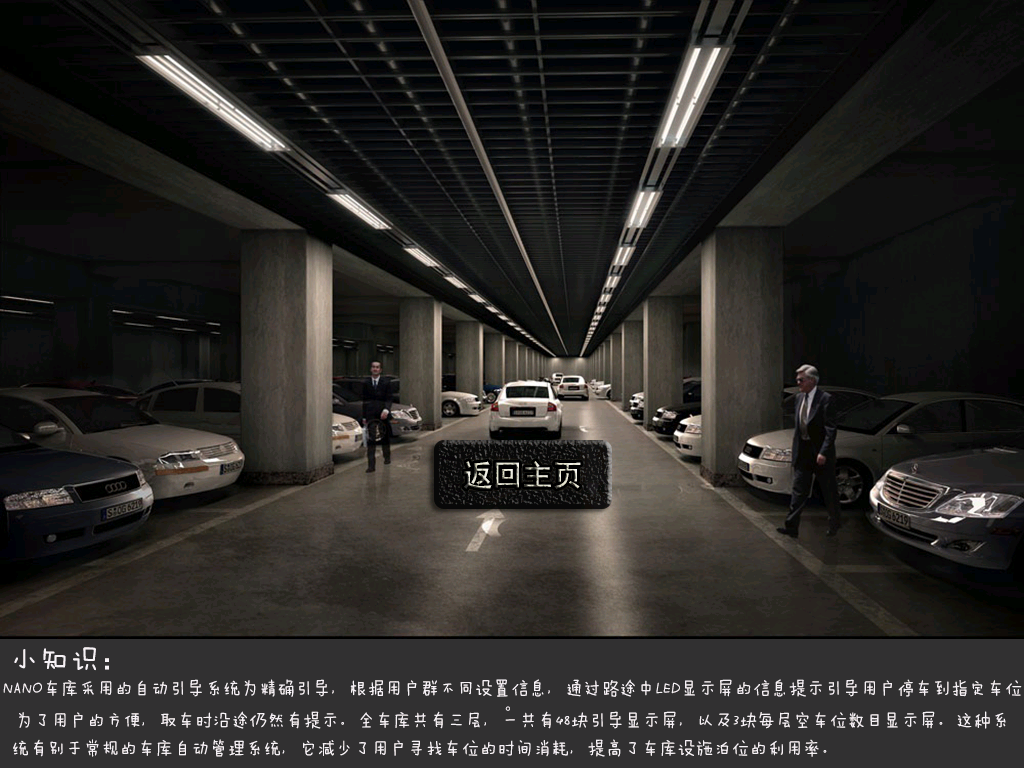 返回主页
小知识：
NANO车库采用的自动引导系统为精确引导，根据用户群不同设置信息，通过路途中LED显示屏的信息提示引导用户停车到指定车位。
为了用户的方便，取车时沿途仍然有提示。全车库共有三层，一共有48块引导显示屏，以及3块每层空车位数目显示屏。这种系
统有别于常规的车库自动管理系统，它减少了用户寻找车位的时间消耗，提高了车库设施泊位的利用率。